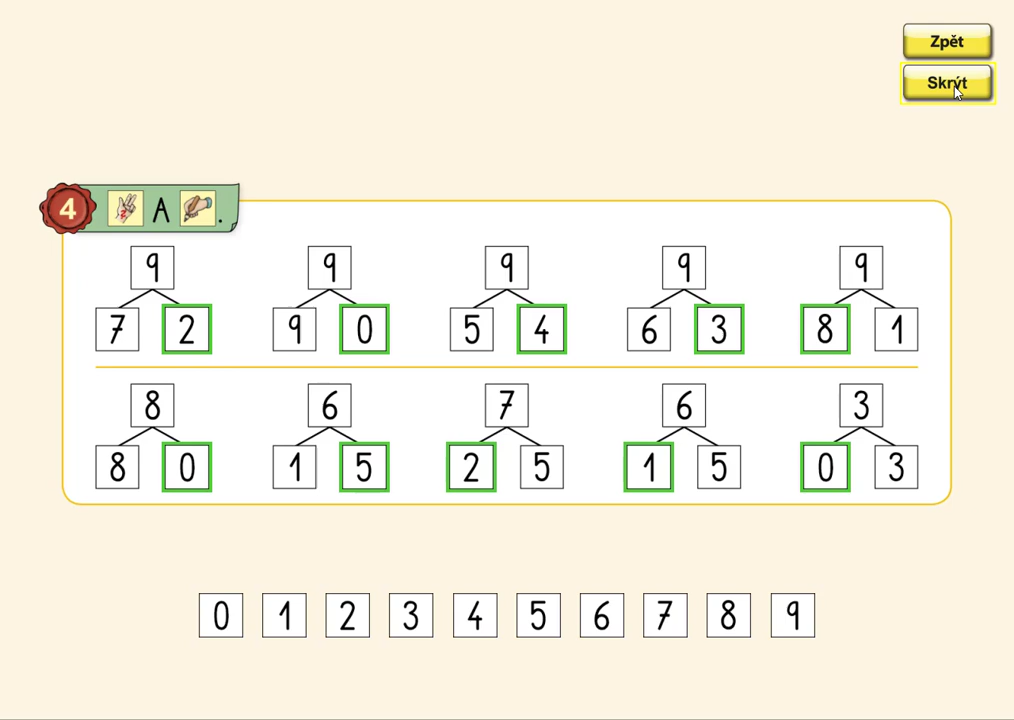 Zpět
Skrýt
4 A .
9 9 9 9 9
7 2 9 0 5 4 6 3 8 1
8 6 7 6 3
8 0 1 5 2 5 1 5 0 3
0 1 2 3 4 5 6 7 8 9